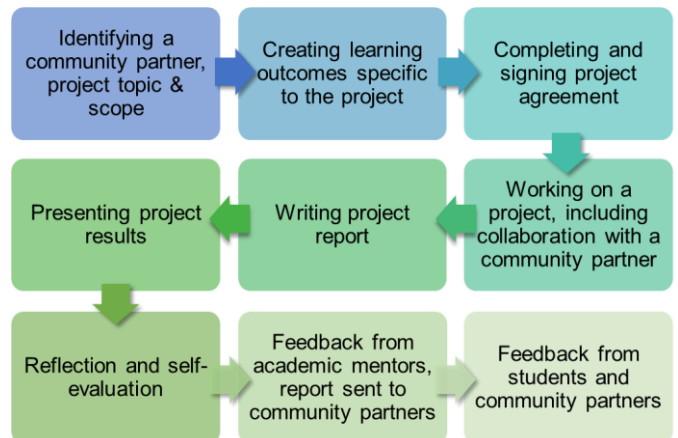 Identifying a
community partner,
project topic &
scope
Creating learning
outcomes specific
to the project
Completing and
signing project
agreement
Working on a
project, including
collaboration with a
community partner
Writing project
report
Presenting project
results
Reflection and self-
evaluation
Feedback from
academic mentors,
report sent to
community partners
Feedback from
students and
community partners